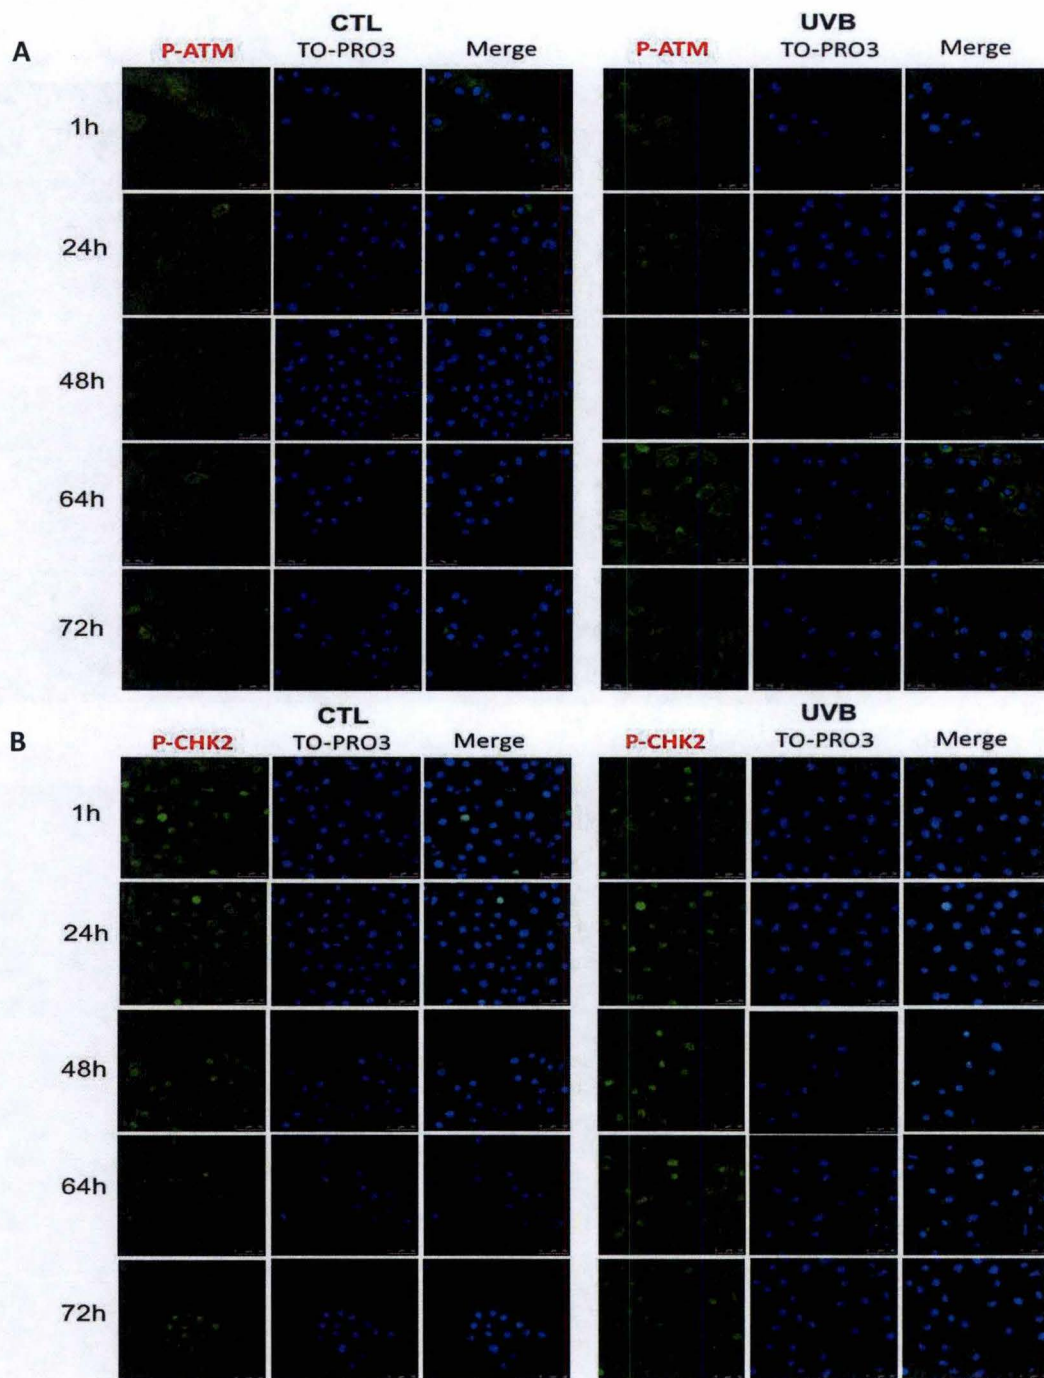 CTL UVB
A P-ATM TO-PRO3 Merge P-ATM TO-PRO3 Merge
1h
24h
48h
64h
72h
CTL UVB
B P-CHK2 TO-PRO3 Merge P-CHK2 TO-PRO3 Merge
1h
24h
48h
64h
72h